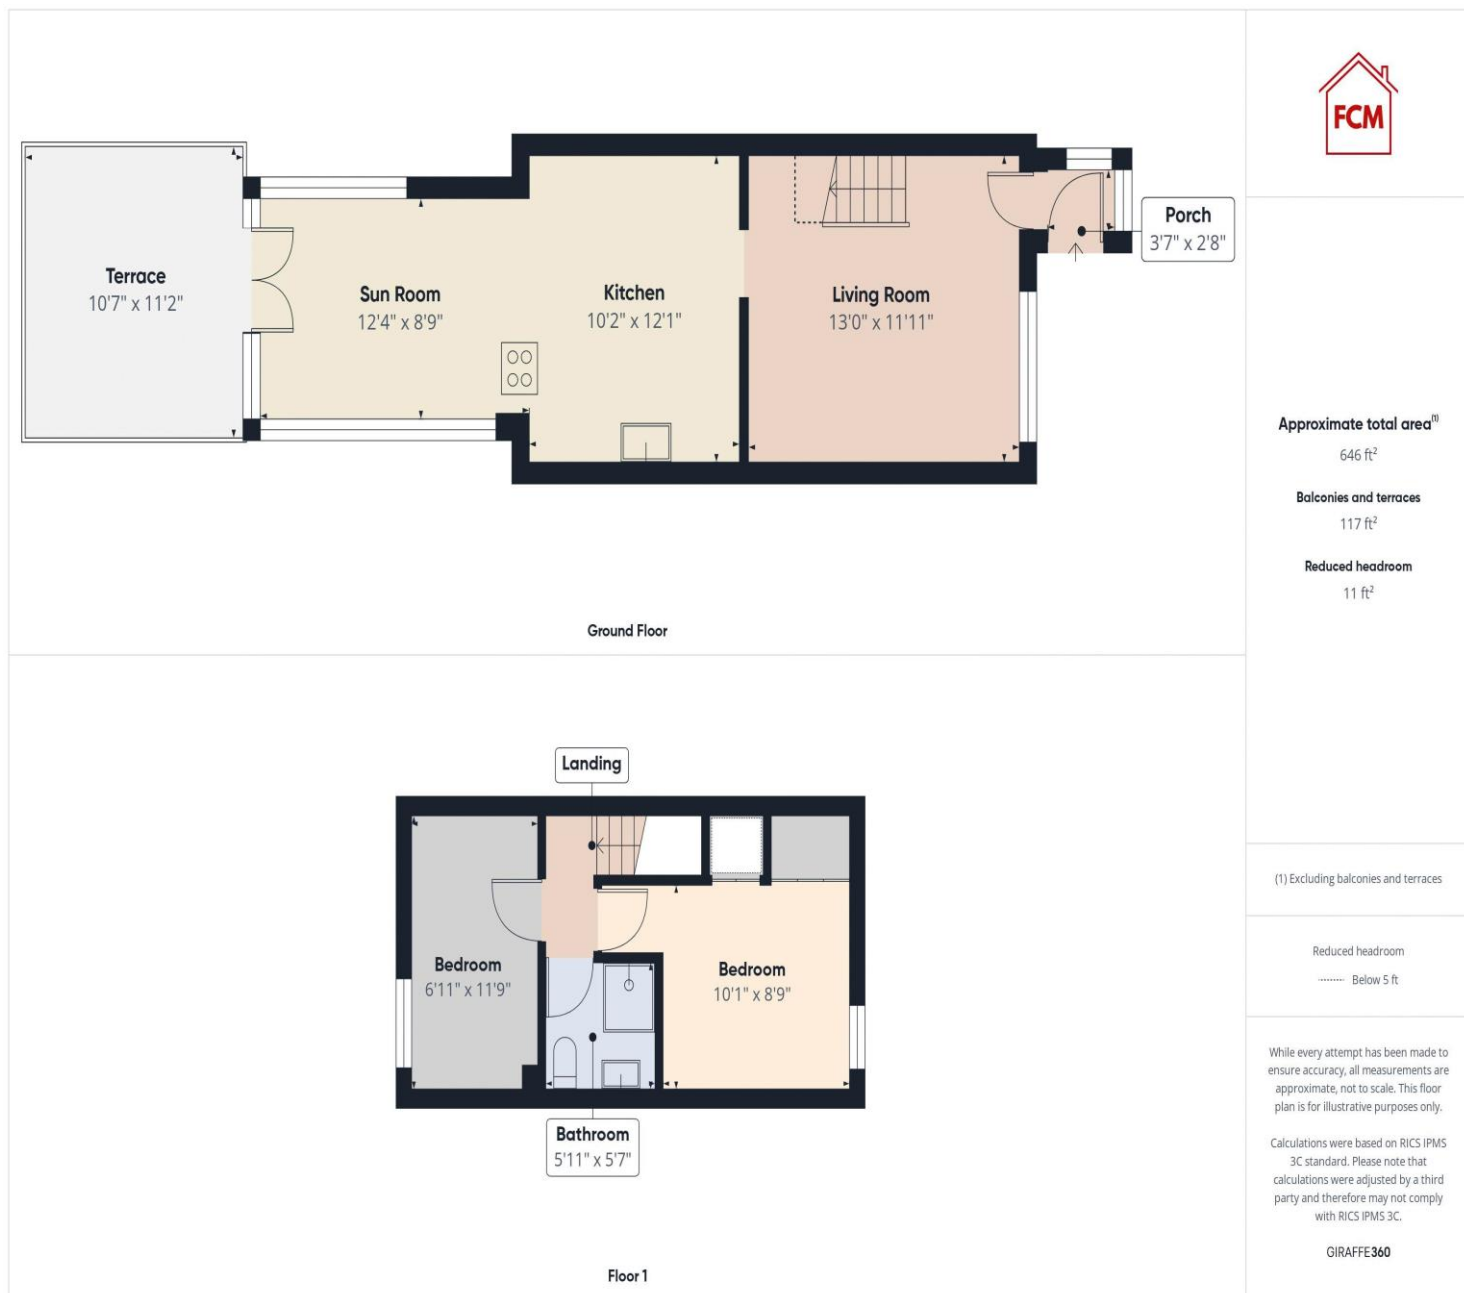 FCM
Terrace
10'7" x 11'2"
Sun Room
12'4" x 8'9"
Kitchen
10'2" x 12'1"
Living Room
13'0" x 11'11"
Porch
3'7" x 2'8"
Ground Floor
Approximate total area(1)
646 ft²
Balconies and terraces
117 ft²
Reduced headroom
11 ft²
Landing
Bedroom
6'11" x 11'9"
Bedroom
10'1" x 8'9"
Bathroom
5'11" x 5'7"
Floor 1
(1) Excluding balconies and terraces
Reduced headroom
Below 5 ft
While every attempt has been made to
ensure accuracy, all measurements are
approximate, not to scale. This floor
plan is for illustrative purposes only.
Calculations were based on RICS IPMS
3C standard. Please note that
calculations were adjusted by a third
party and therefore may not comply
with RICS IPMS 3C.
GIRAFFE360